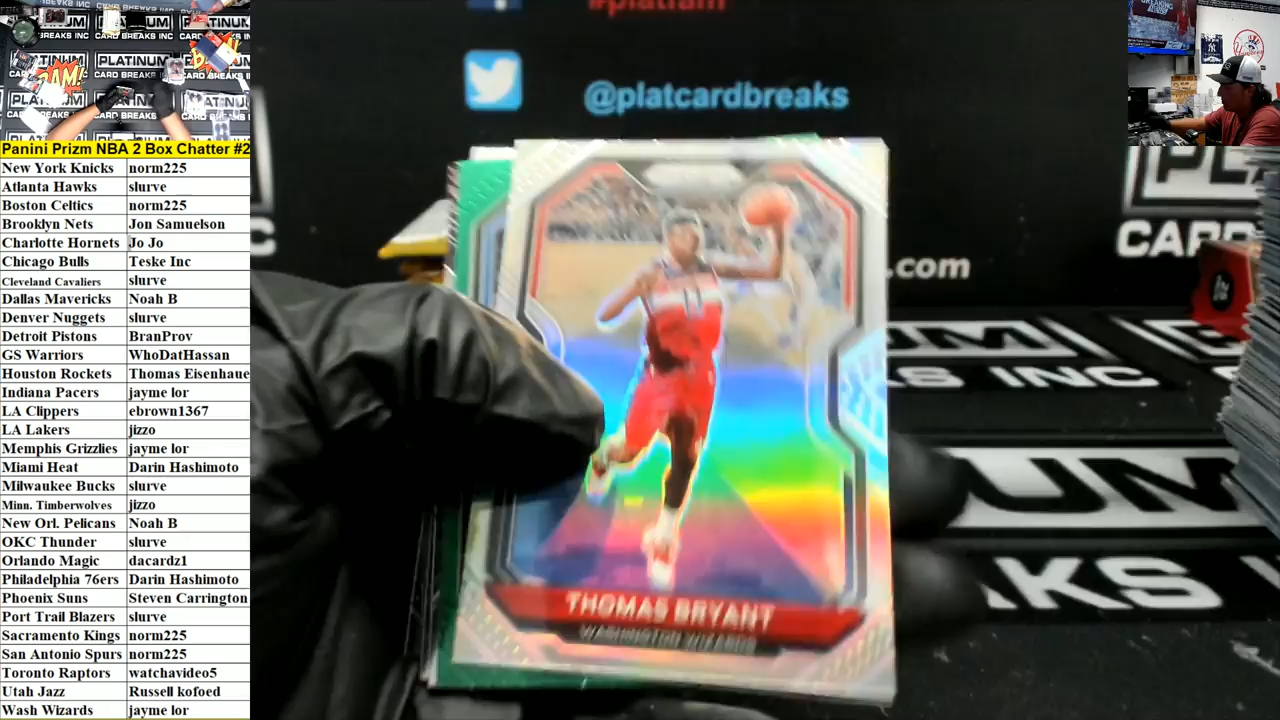 Panini Prizm NBA 2 Box Chatter #2
New York Knicks norm225
Atlanta Hawks slurve
Boston Celtics norm225
Brooklyn Nets Jon Samuelson
Charlotte Hornets Jo Jo
Chicago Bulls Teske Inc
Cleveland Cavaliers slurve
Dallas Mavericks Noah B
Denver Nuggets slurve
Detroit Pistons BranProv
GS Warriors WhoDatHassan
Houston Rockets Thomas Eisenhaue
Indiana Pacers jayme lor
LA Clippers ebrown1367
LA Lakers jizzo
Memphis Grizzlies jayme lor
Miami Heat Darin Hashimoto
Milwaukee Bucks slurve
Minn. Timberwolves jizzo
New Orl. Pelicans Noah B
OKC Thunder slurve
Orlando Magic dacardz1
Philadelphia 76ers Darin Hashimoto
Phoenix Suns Steven Carrington
Port Trail Blazers slurve
Sacramento Kings norm225
San Antonio Spurs norm225
Toronto Raptors watchavideo5
Utah Jazz Russell kofoed
Wash Wizards jayme lor
@platcardbreaks
.com
THOMAS BRYANT
WASHINGTON WIZARDS
PLATINUM
CARD BREAKS INC
BAM!